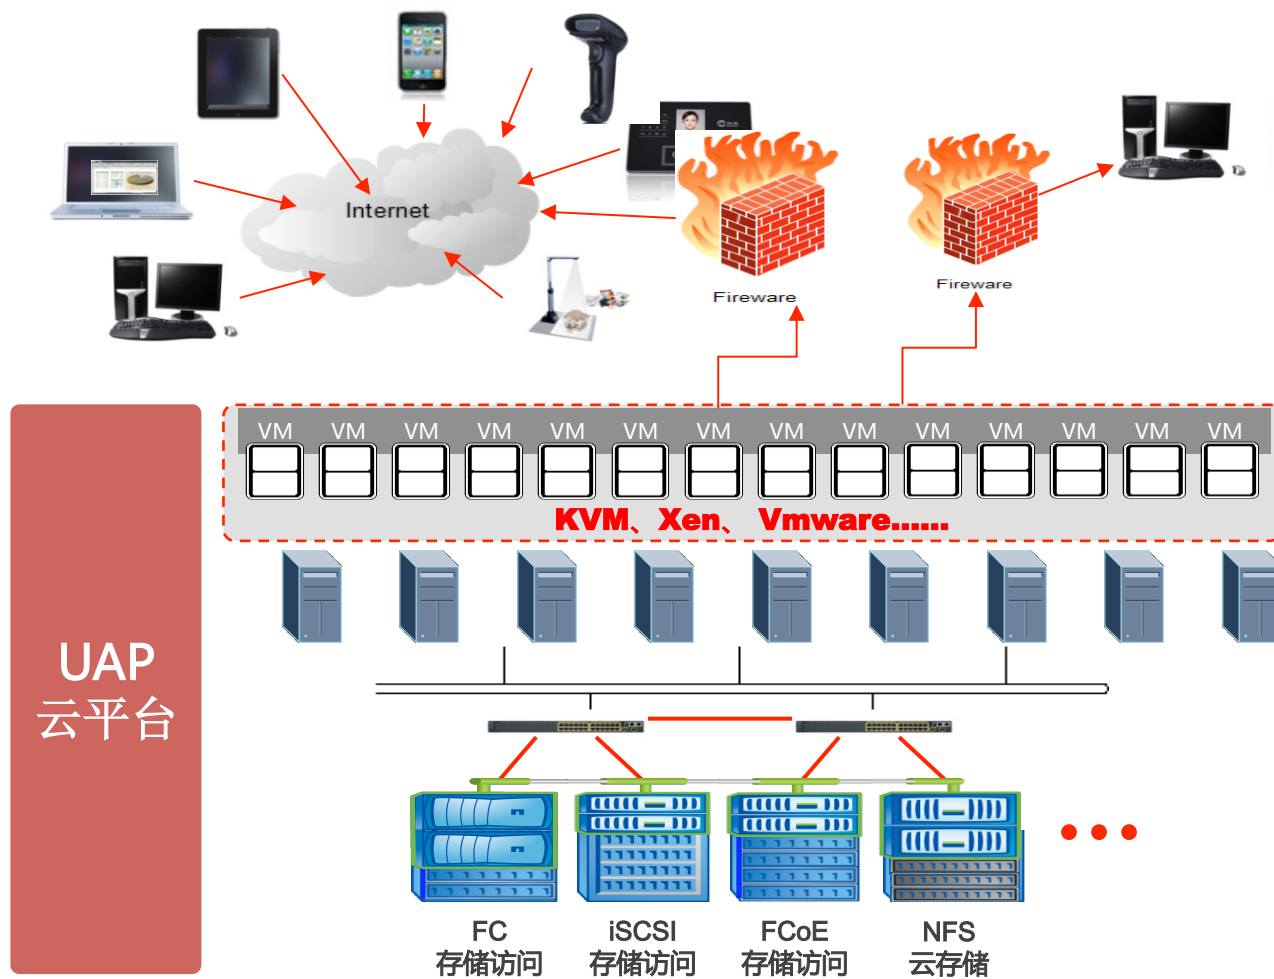 Internet
Fireware
Fireware
VM VM VM VM VM VM VM VM VM VM VM VM VM VM
KVM、Xen、 Vmware......
UAP
云平台
FC
存储访问
iSCSI
存储访问
FCoE
存储访问
NFS
云存储